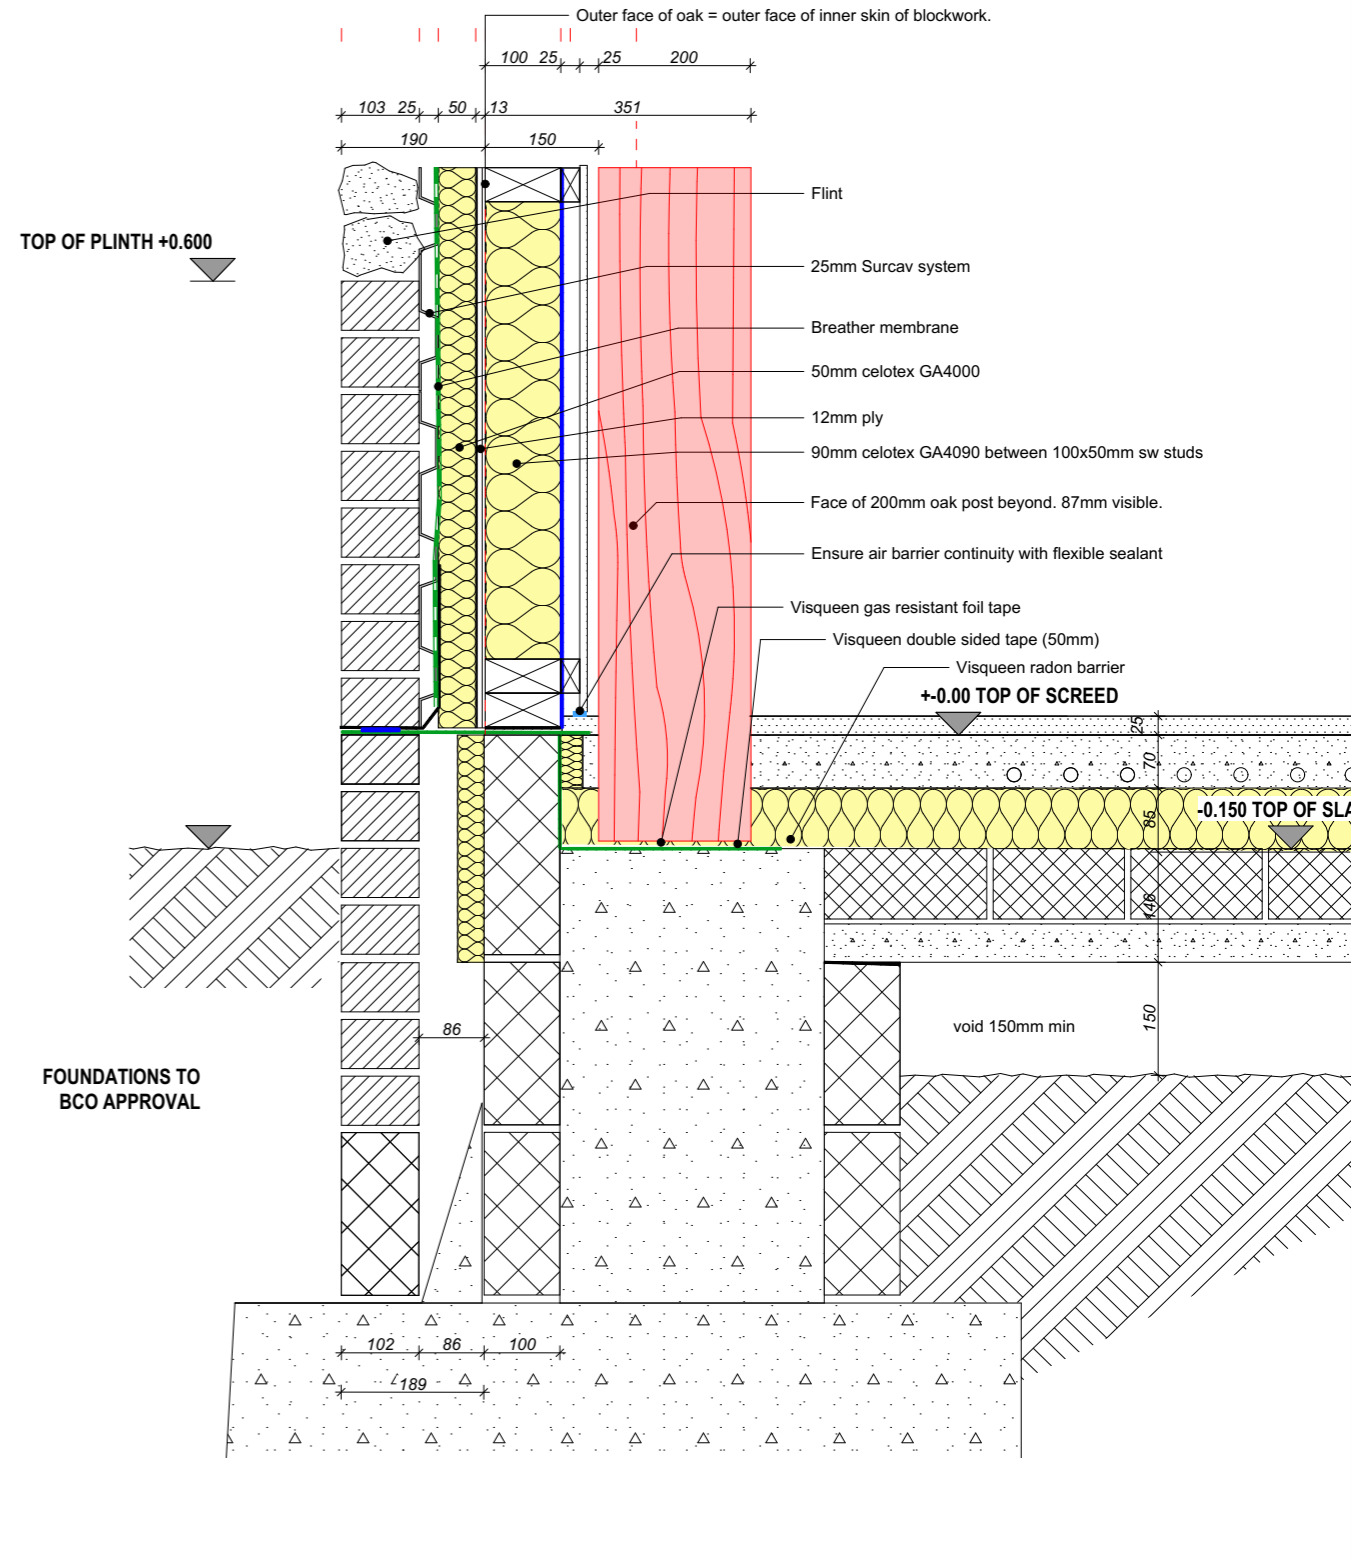 Outer face of oak = outer face of inner skin of blockwork.
100 25 25 200
103 25 50 13 351
190 150
Flint
TOP OF PLINTH +0.600
25mm Surcav system
Breather membrane
50mm celotex GA4000
12mm ply
90mm celotex GA4090 between 100x50mm sw studs
Face of 200mm oak post beyond. 87mm visible.
Ensure air barrier continuity with flexible sealant
Visqueen gas resistant foil tape
Visqueen double sided tape (50mm)
Visqueen radon barrier
+-0.00 TOP OF SCREED
25
70
-0.150 TOP OF SLA
85
146
150
void 150mm min
86
FOUNDATIONS TO
BCO APPROVAL
102 86 100
189